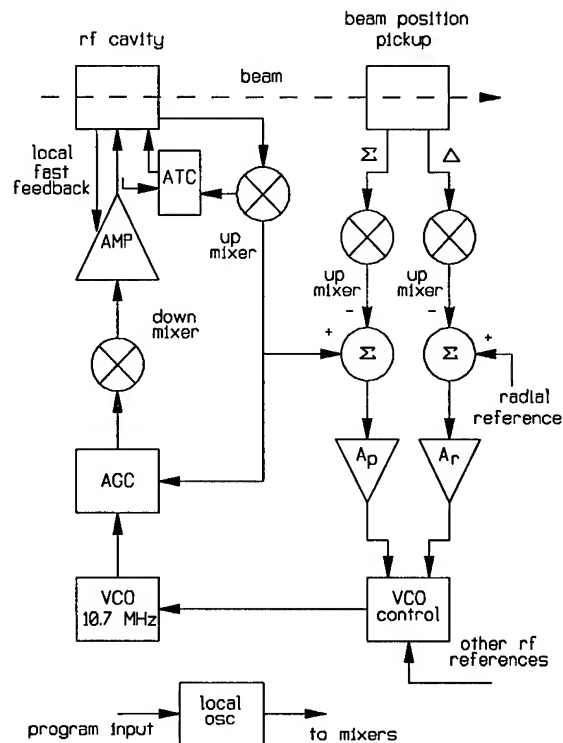 rf cavity
beam position
pickup
beam
local
fast
feedback
ATC
Σ
Δ
AMP
up
mixer
up
mixer
up
mixer
down
mixer
-
-
+
Σ
Σ
+
radial
reference
AGC
Ap
Ar
VCO
10.7 MHz
VCO
control
other rf
references
local
osc
program input
to mixers